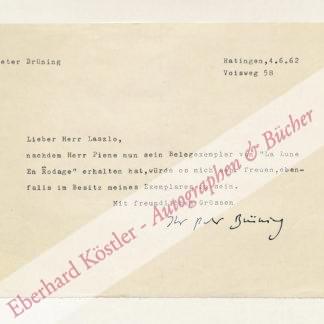 eter Brüning
Ratingen,4.6.62
Voisweg 58
Lieber Herr Laszlo,
nachdem Herr Piene nun sein Belegexemplar von "La Lune
En Rodage" erhalten hat,würde es mich freuen,eben-
falls im Besitz meines Exemplares zu sein.
Mit freundlichen Grüssen
Ihr peter Brüning
Eberhard Köstler - Autographen & Bücher